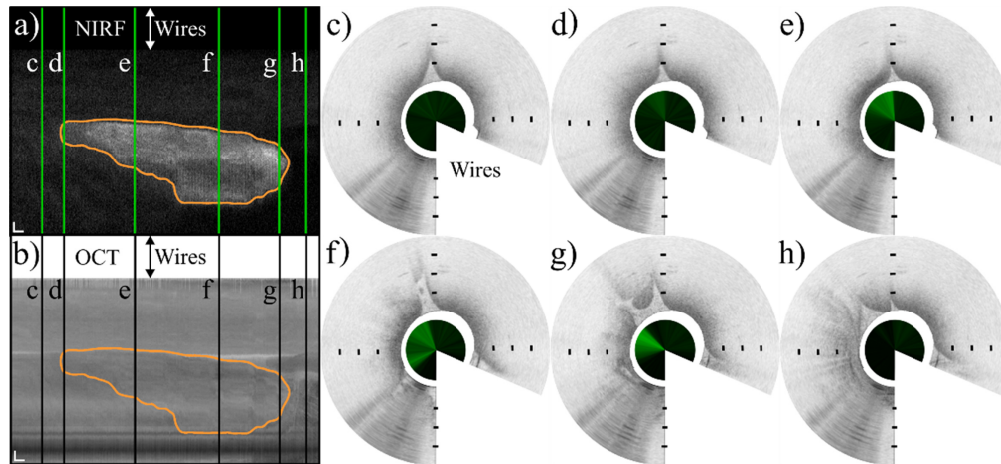 a) NIRF Wires
c d e f g h
b) OCT Wires
c d e f g h
c)
Wires
d)
e)
f)
g)
h)